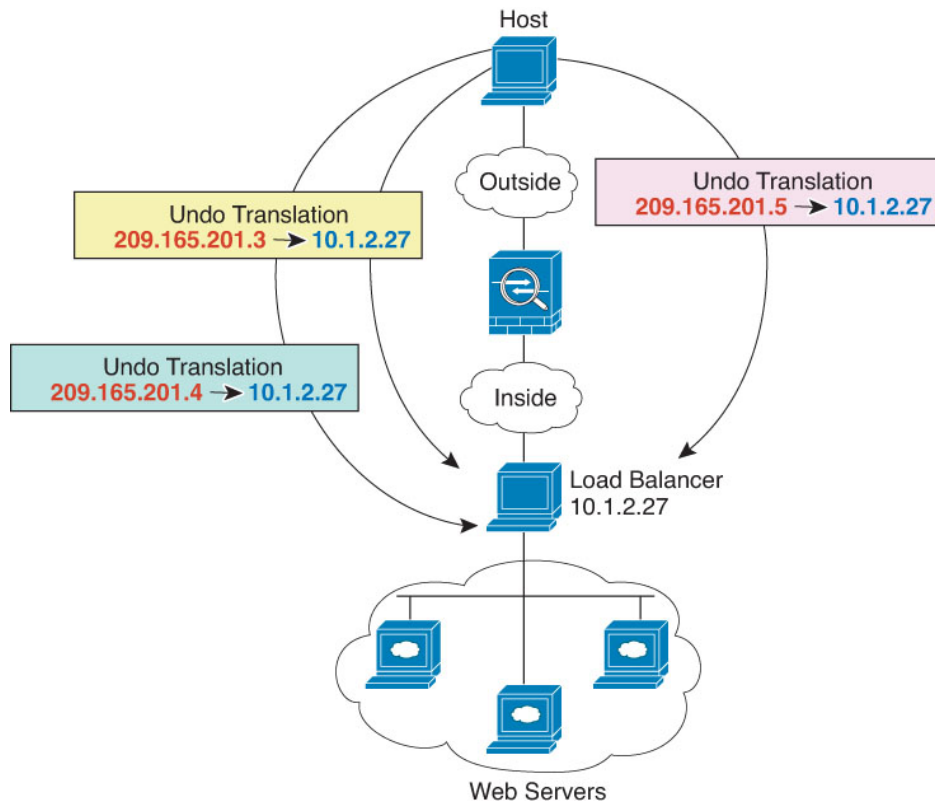 Host
Outside
Undo Translation
209.165.201.3 → 10.1.2.27
Undo Translation
209.165.201.5 → 10.1.2.27
Undo Translation
209.165.201.4 → 10.1.2.27
Inside
Load Balancer
10.1.2.27
Web Servers